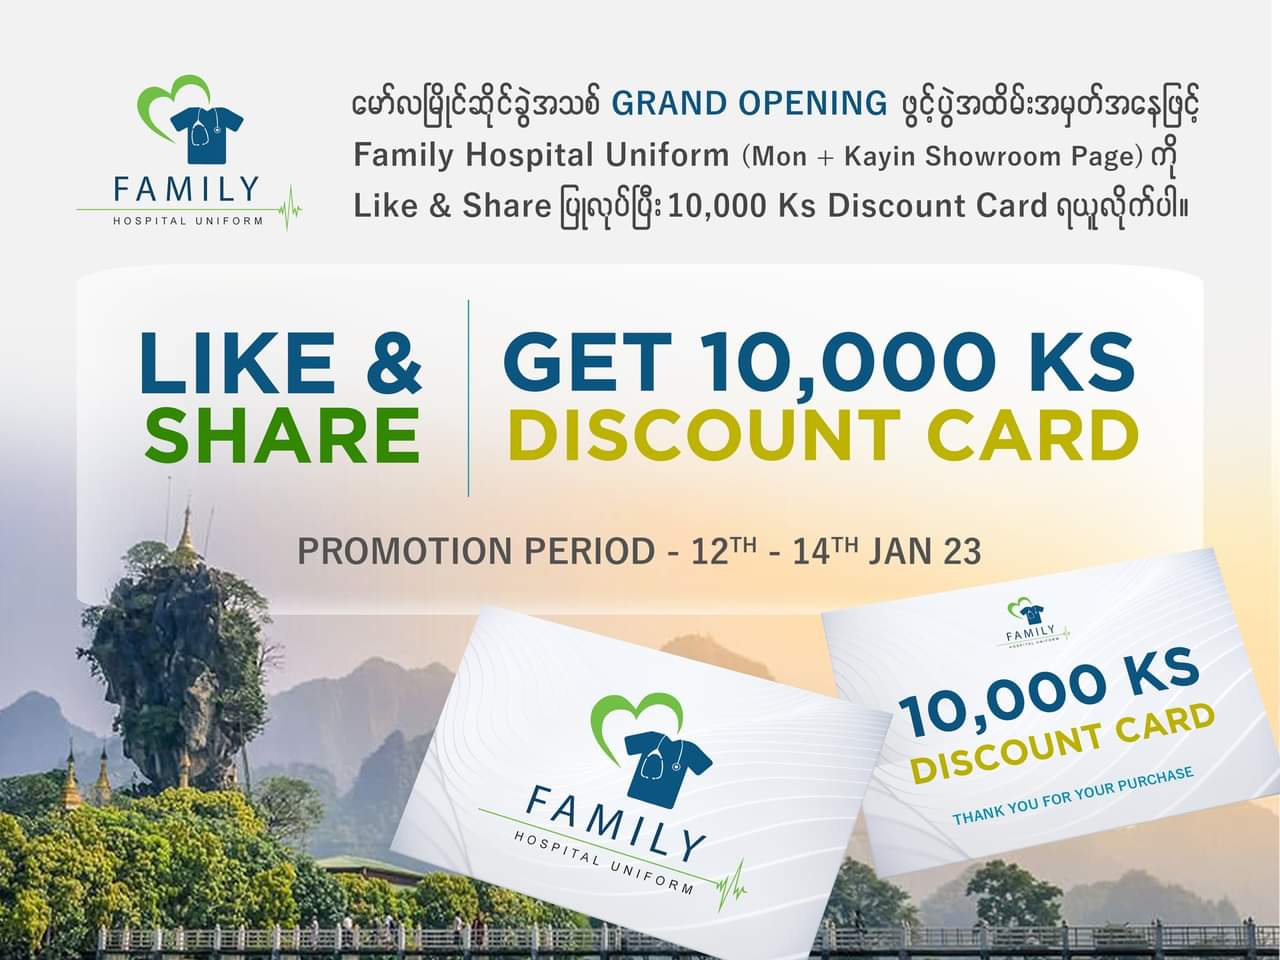 FAMILY
HOSPITAL UNIFORM
မော်လမြိုင်ဆိုင်ခွဲအသစ် GRAND OPENING ဖွင့်ပွဲအထိမ်းအမှတ်အနေဖြင့်
Family Hospital Uniform (Mon + Kayin Showroom Page) ကို
Like & Share ပြုလုပ်ပြီး 10,000 Ks Discount Card ရယူလိုက်ပါ။
LIKE &
SHARE
GET 10,000 KS
DISCOUNT CARD
PROMOTION PERIOD - 12TH - 14TH JAN 23
FAMILY
HOSPITAL UNIFORM
10,000 KS
DISCOUNT CARD
THANK YOU FOR YOUR PURCHASE
FAMILY
HOSPITAL UNIFORM